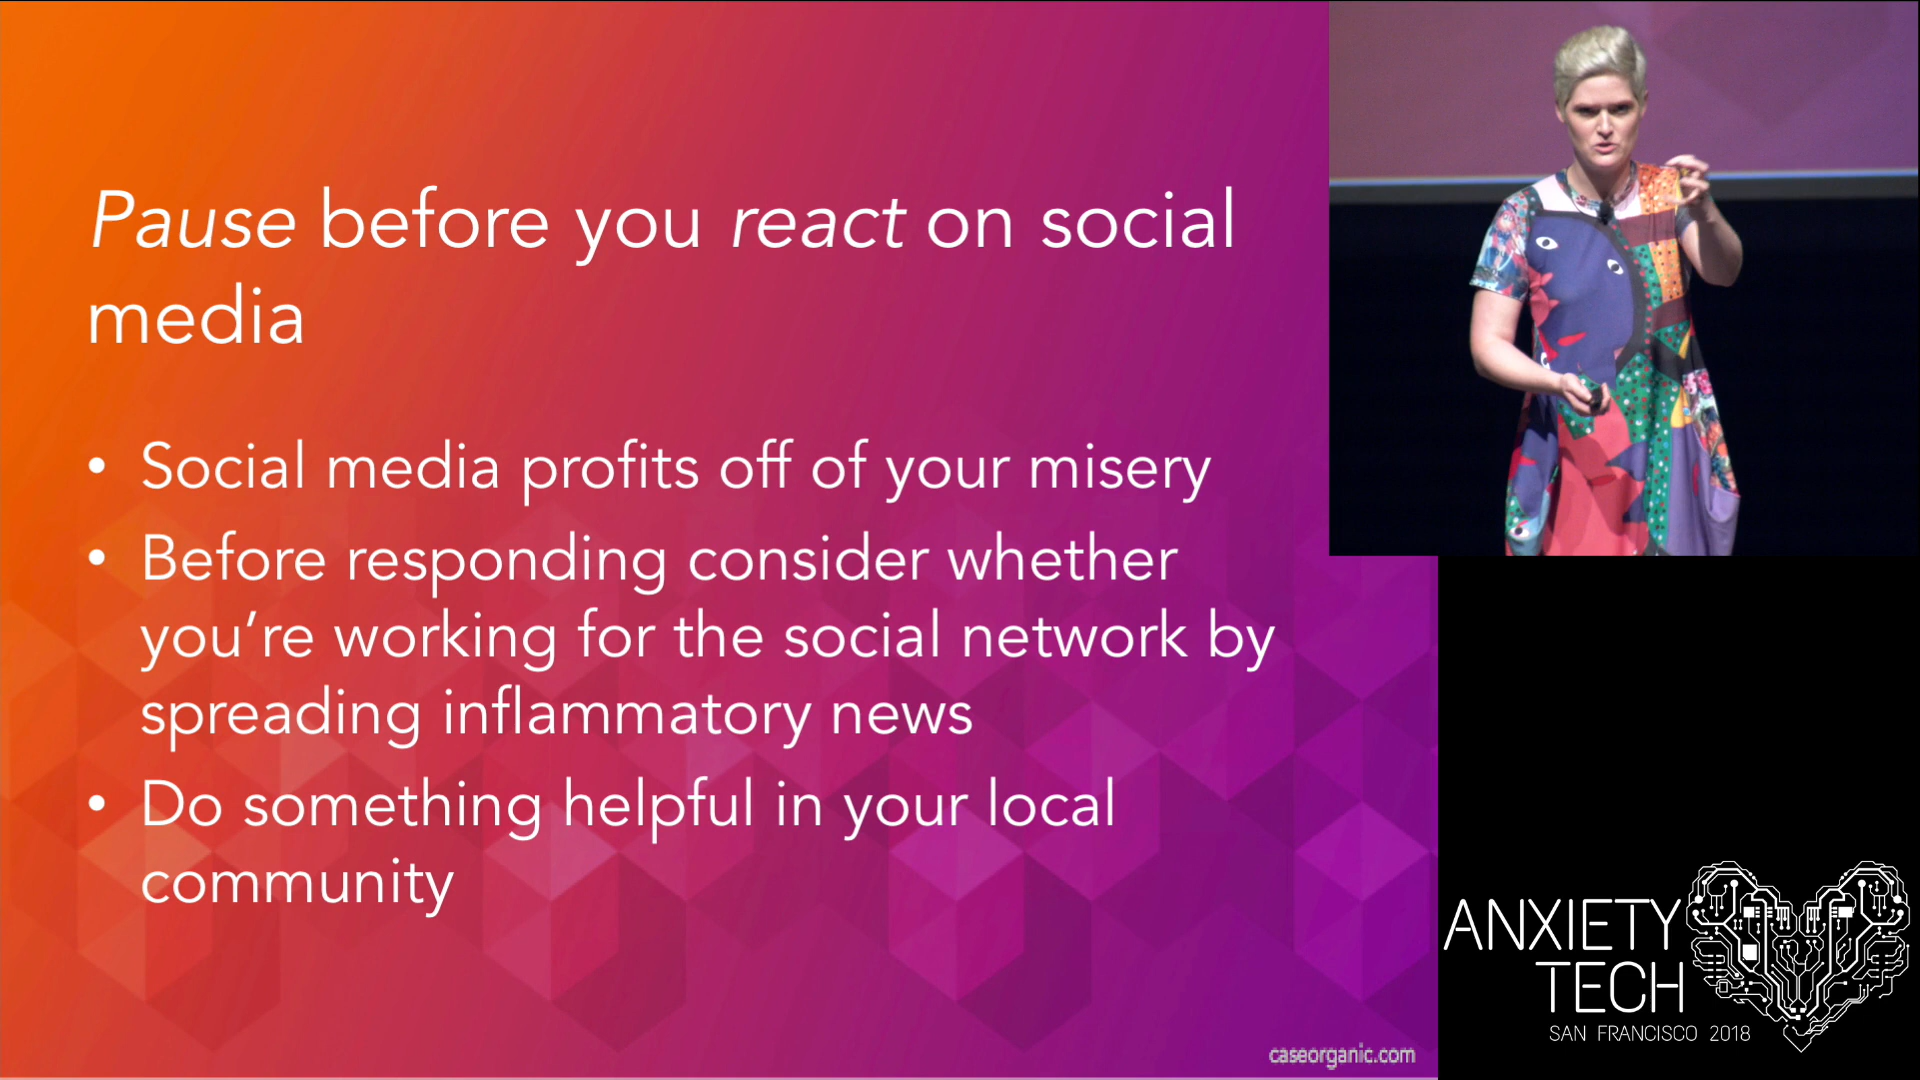 Pause before you react on social
media
• Social media profits off of your misery
• Before responding consider whether
you’re working for the social network by
spreading inflammatory news
• Do something helpful in your local
community
caseorganic.com
ANXIETY
TECH
SAN FRANCISCO 2018